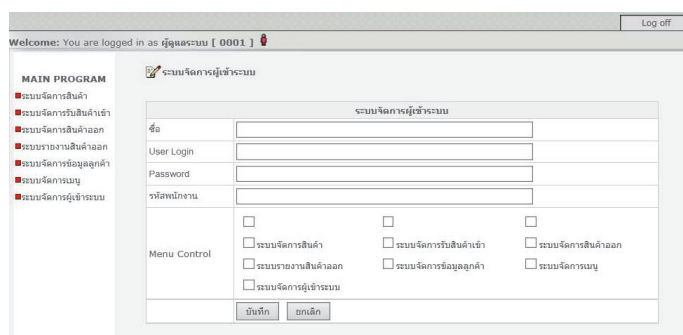 Log off
Welcome: You are logged in as ผู้ดูแลระบบ [ 0001 ]
MAIN PROGRAM
ระบบจัดการสินค้า
ระบบจัดการรับสินค้าเข้า
ระบบจัดการสินค้าออก
ระบบรายงานสินค้าออก
ระบบจัดการข้อมูลลูกค้า
ระบบจัดการเมนู
ระบบจัดการผู้เข้าระบบ
ระบบจัดการผู้เข้าระบบ
ระบบจัดการผู้เข้าระบบ
ชื่อ
User Login
Password
รหัสพนักงาน
Menu Control
ระบบจัดการสินค้า ระบบจัดการรับสินค้าเข้า ระบบจัดการสินค้าออก
ระบบรายงานสินค้าออก ระบบจัดการข้อมูลลูกค้า ระบบจัดการเมนู
ระบบจัดการผู้เข้าระบบ
บันทึก ยกเลิก